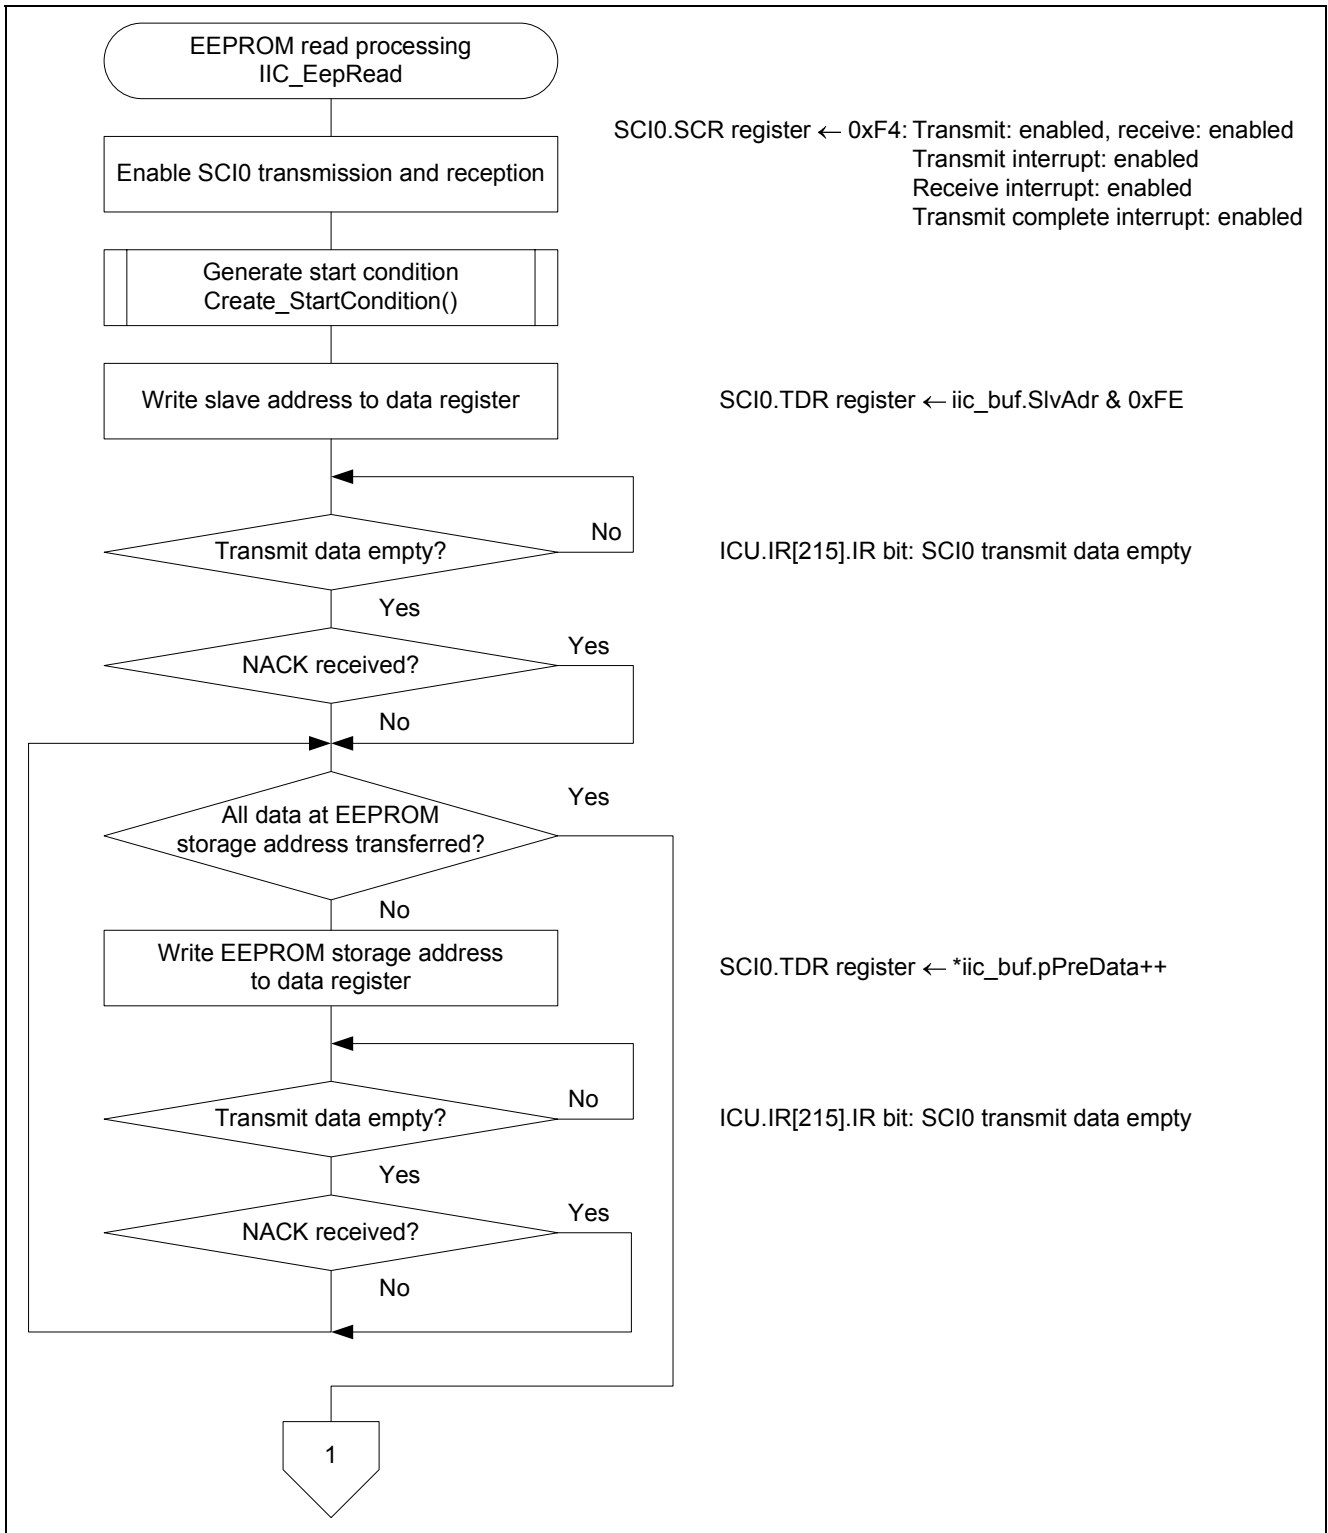 EEPROM read processing
IIC_EepRead
SCI0.SCR register ← 0xF4: Transmit: enabled, receive: enabled
Transmit interrupt: enabled
Enable SCI0 transmission and reception
Receive interrupt: enabled
Transmit complete interrupt: enabled
Generate start condition
Create_StartCondition()
Write slave address to data register
SCI0.TDR register ← iic_buf.SlvAdr & 0xFE
No
Transmit data empty?
ICU.IR[215].IR bit: SCI0 transmit data empty
Yes
Yes
NACK received?
No
Yes
All data at EEPROM
storage address transferred?
No
Write EEPROM storage address
to data register
SCI0.TDR register ← *iic_buf.pPreData++
No
Transmit data empty?
ICU.IR[215].IR bit: SCI0 transmit data empty
Yes
Yes
NACK received?
No
1